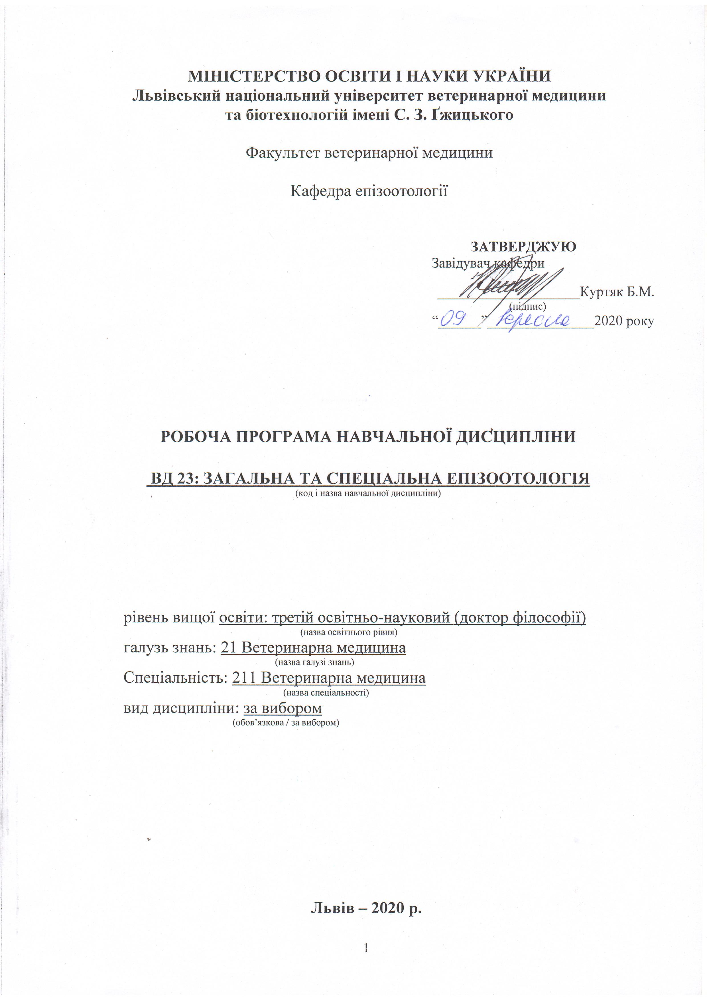 МІНІСТЕРСТВО ОСВІТИ І НАУКИ УКРАЇНИ
Львівський національний університет ветеринарної медицини
та біотехнологій імені С. З. Ґжицького
Факультет ветеринарної медицини
Кафедра епізоотології
ЗАТВЕРДЖУЮ
Завідувач кафедри
Куртяк Б.М.
(підпис)
“09” вересня 2020 року
РОБОЧА ПРОГРАМА НАВЧАЛЬНОЇ ДИСЦИПЛІНИ
ВД 23: ЗАГАЛЬНА ТА СПЕЦІАЛЬНА ЕПІЗООТОЛОГІЯ
(код і назва навчальної дисципліни)
рівень вищої освіти: третій освітньо-науковий (доктор філософії)
(назва освітнього рівня)
галузь знань: 21 Ветеринарна медицина
(назва галузі знань)
Спеціальність: 211 Ветеринарна медицина
(назва спеціальності)
вид дисципліни: за вибором
(обов’язкова / за вибором)
Львів – 2020 р.
1